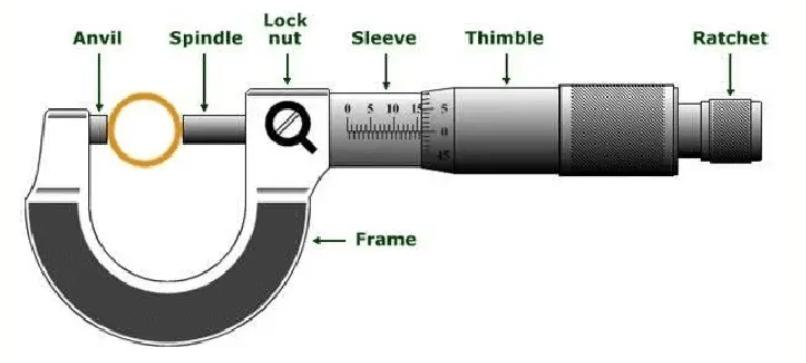 Anvil
Spindle
Lock
nut
Sleeve
Thimble
Ratchet
0 5 10 15
5
0
45
Frame